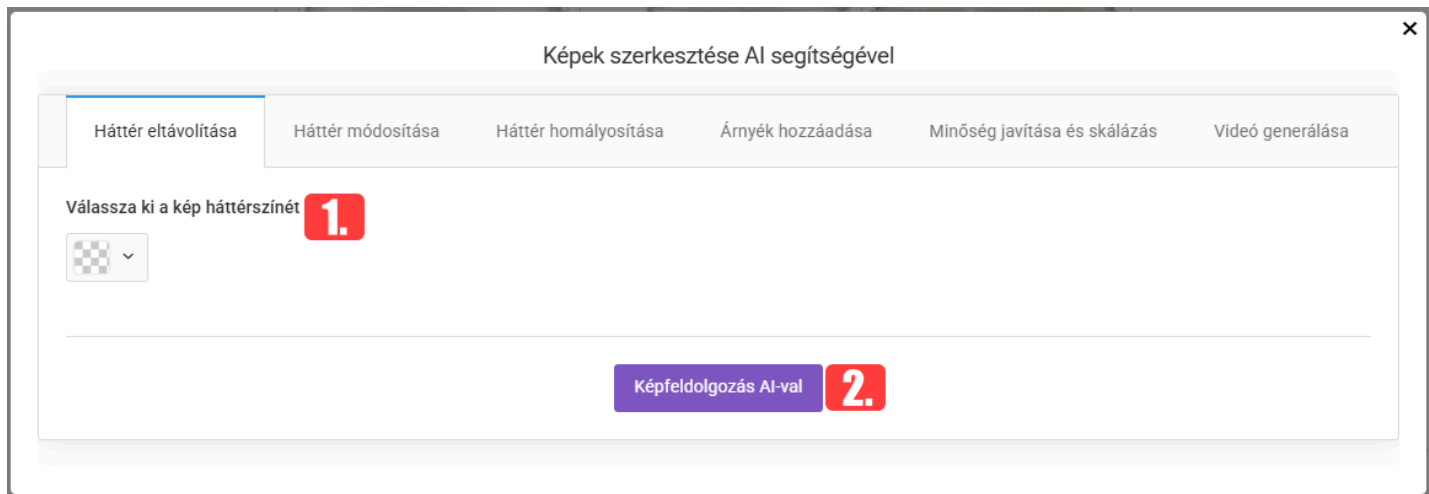 Képek szerkesztése AI segítségével
Háttér eltávolítása Háttér módosítása Háttér homályosítása Árnyék hozzáadása Minőség javítása és skálázás Videó generálása
Válassza ki a kép háttérszínét 1.
Képfeldolgozás AI-val 2.